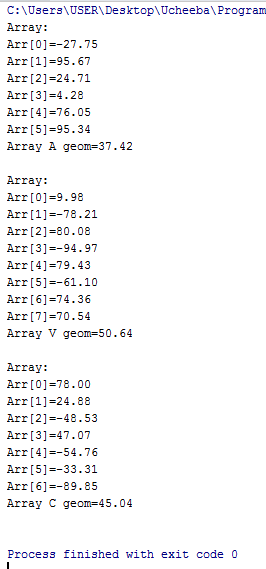 C:\Users\USER\Desktop\Ucheeba\Program
Array:
Arr[0]=-27.75
Arr[1]=95.67
Arr[2]=24.71
Arr[3]=4.28
Arr[4]=76.05
Arr[5]=95.34
Array A geom=37.42
Array:
Arr[0]=9.98
Arr[1]=-78.21
Arr[2]=80.08
Arr[3]=-94.97
Arr[4]=79.43
Arr[5]=-61.10
Arr[6]=74.36
Arr[7]=70.54
Array V geom=50.64
Array:
Arr[0]=78.00
Arr[1]=24.88
Arr[2]=-48.53
Arr[3]=47.07
Arr[4]=-54.76
Arr[5]=-33.31
Arr[6]=-89.85
Array C geom=45.04
Process finished with exit code 0